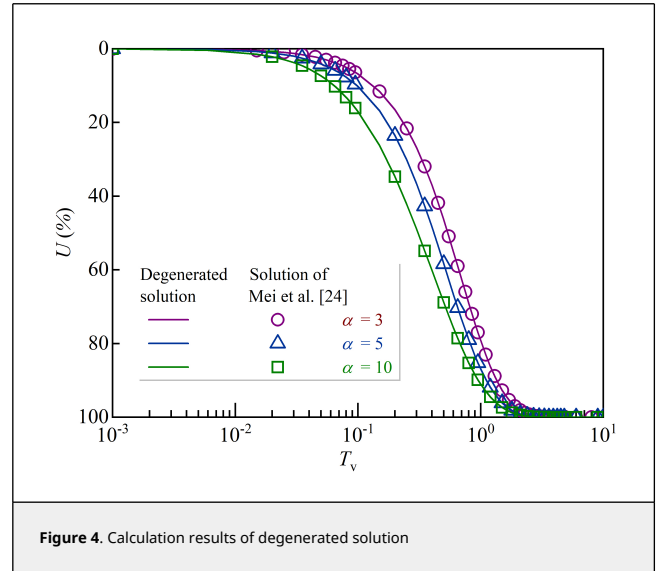 0
20
40
60
80
100
U (%)
Degenerated solution
Solution of Mei et al. [24]
α = 3
α = 5
α = 10
10⁻³
10⁻²
10⁻¹
10⁰
10¹
Tᵥ
Figure 4. Calculation results of degenerated solution